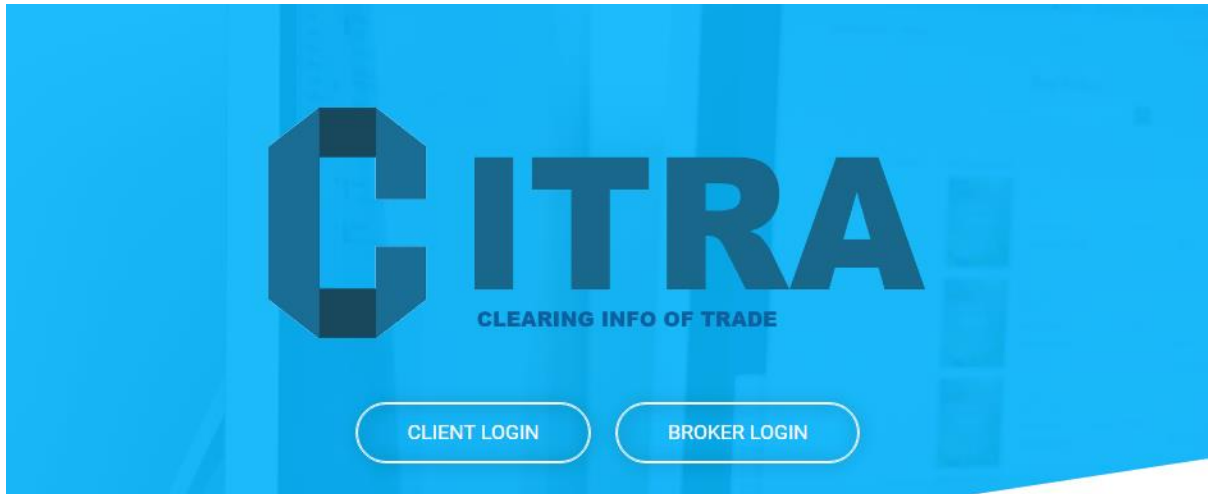 CITRA
CLEARING INFO OF TRADE
CLIENT LOGIN BROKER LOGIN